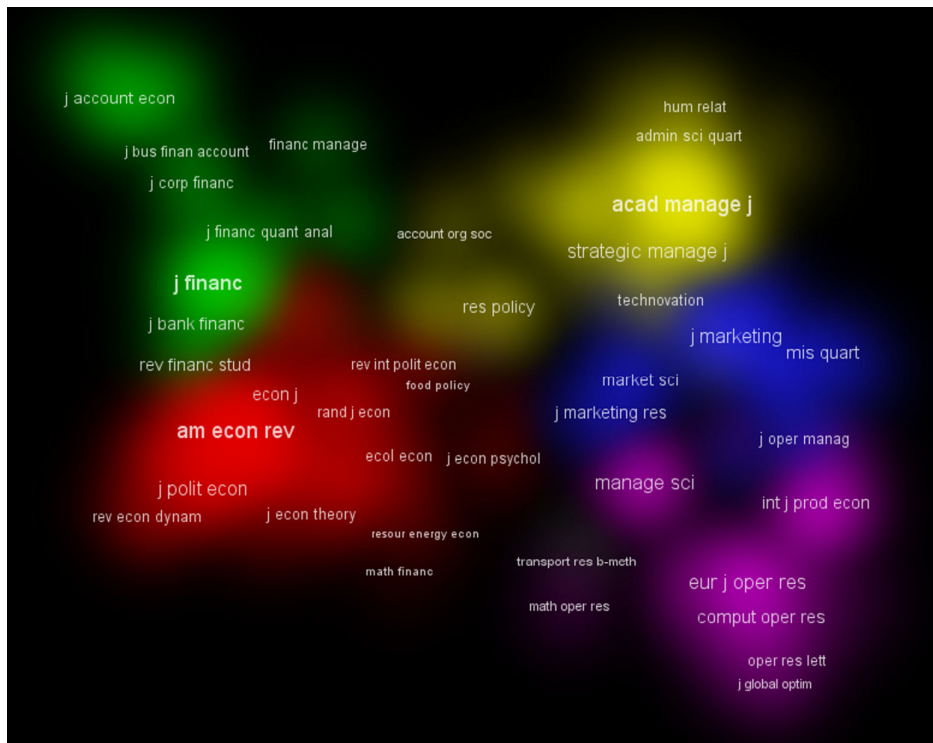 j account econ
hum relat
admin sci quart
j bus finan account
financ manage
j corp financ
acad manage j
j financ quant anal
account org soc
strategic manage j
j financ
technovation
res policy
j bank financ
j marketing
mis quart
rev financ stud
rev int polit econ
market sci
food policy
econ j
rand j econ
j marketing res
am econ rev
j oper manag
ecol econ
j econ psychol
manage sci
j polit econ
int j prod econ
rev econ dynam
j econ theory
resour energy econ
transport res b-meth
math financ
eur j oper res
math oper res
comput oper res
oper res lett
j global optim